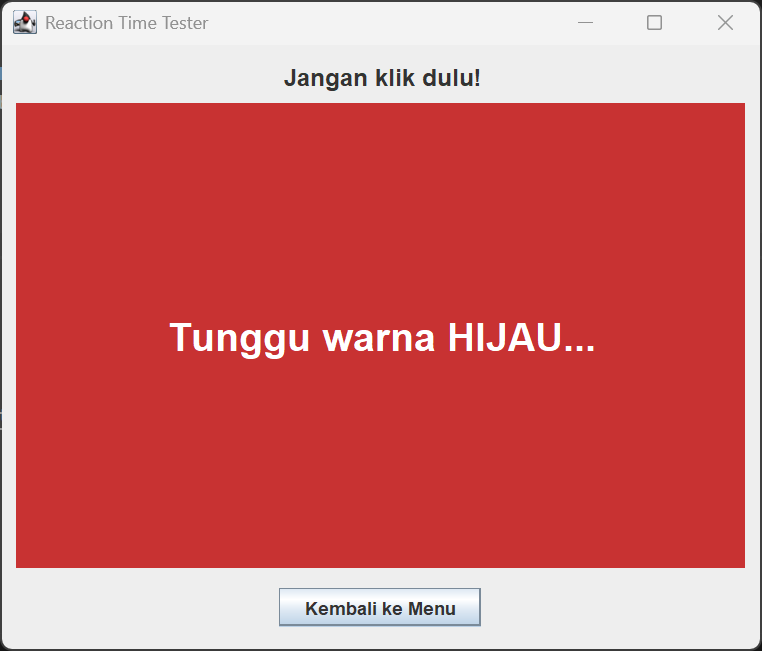 Reaction Time Tester
Jangan klik dulu!
Tunggu warna HIJAU...
Kembali ke Menu